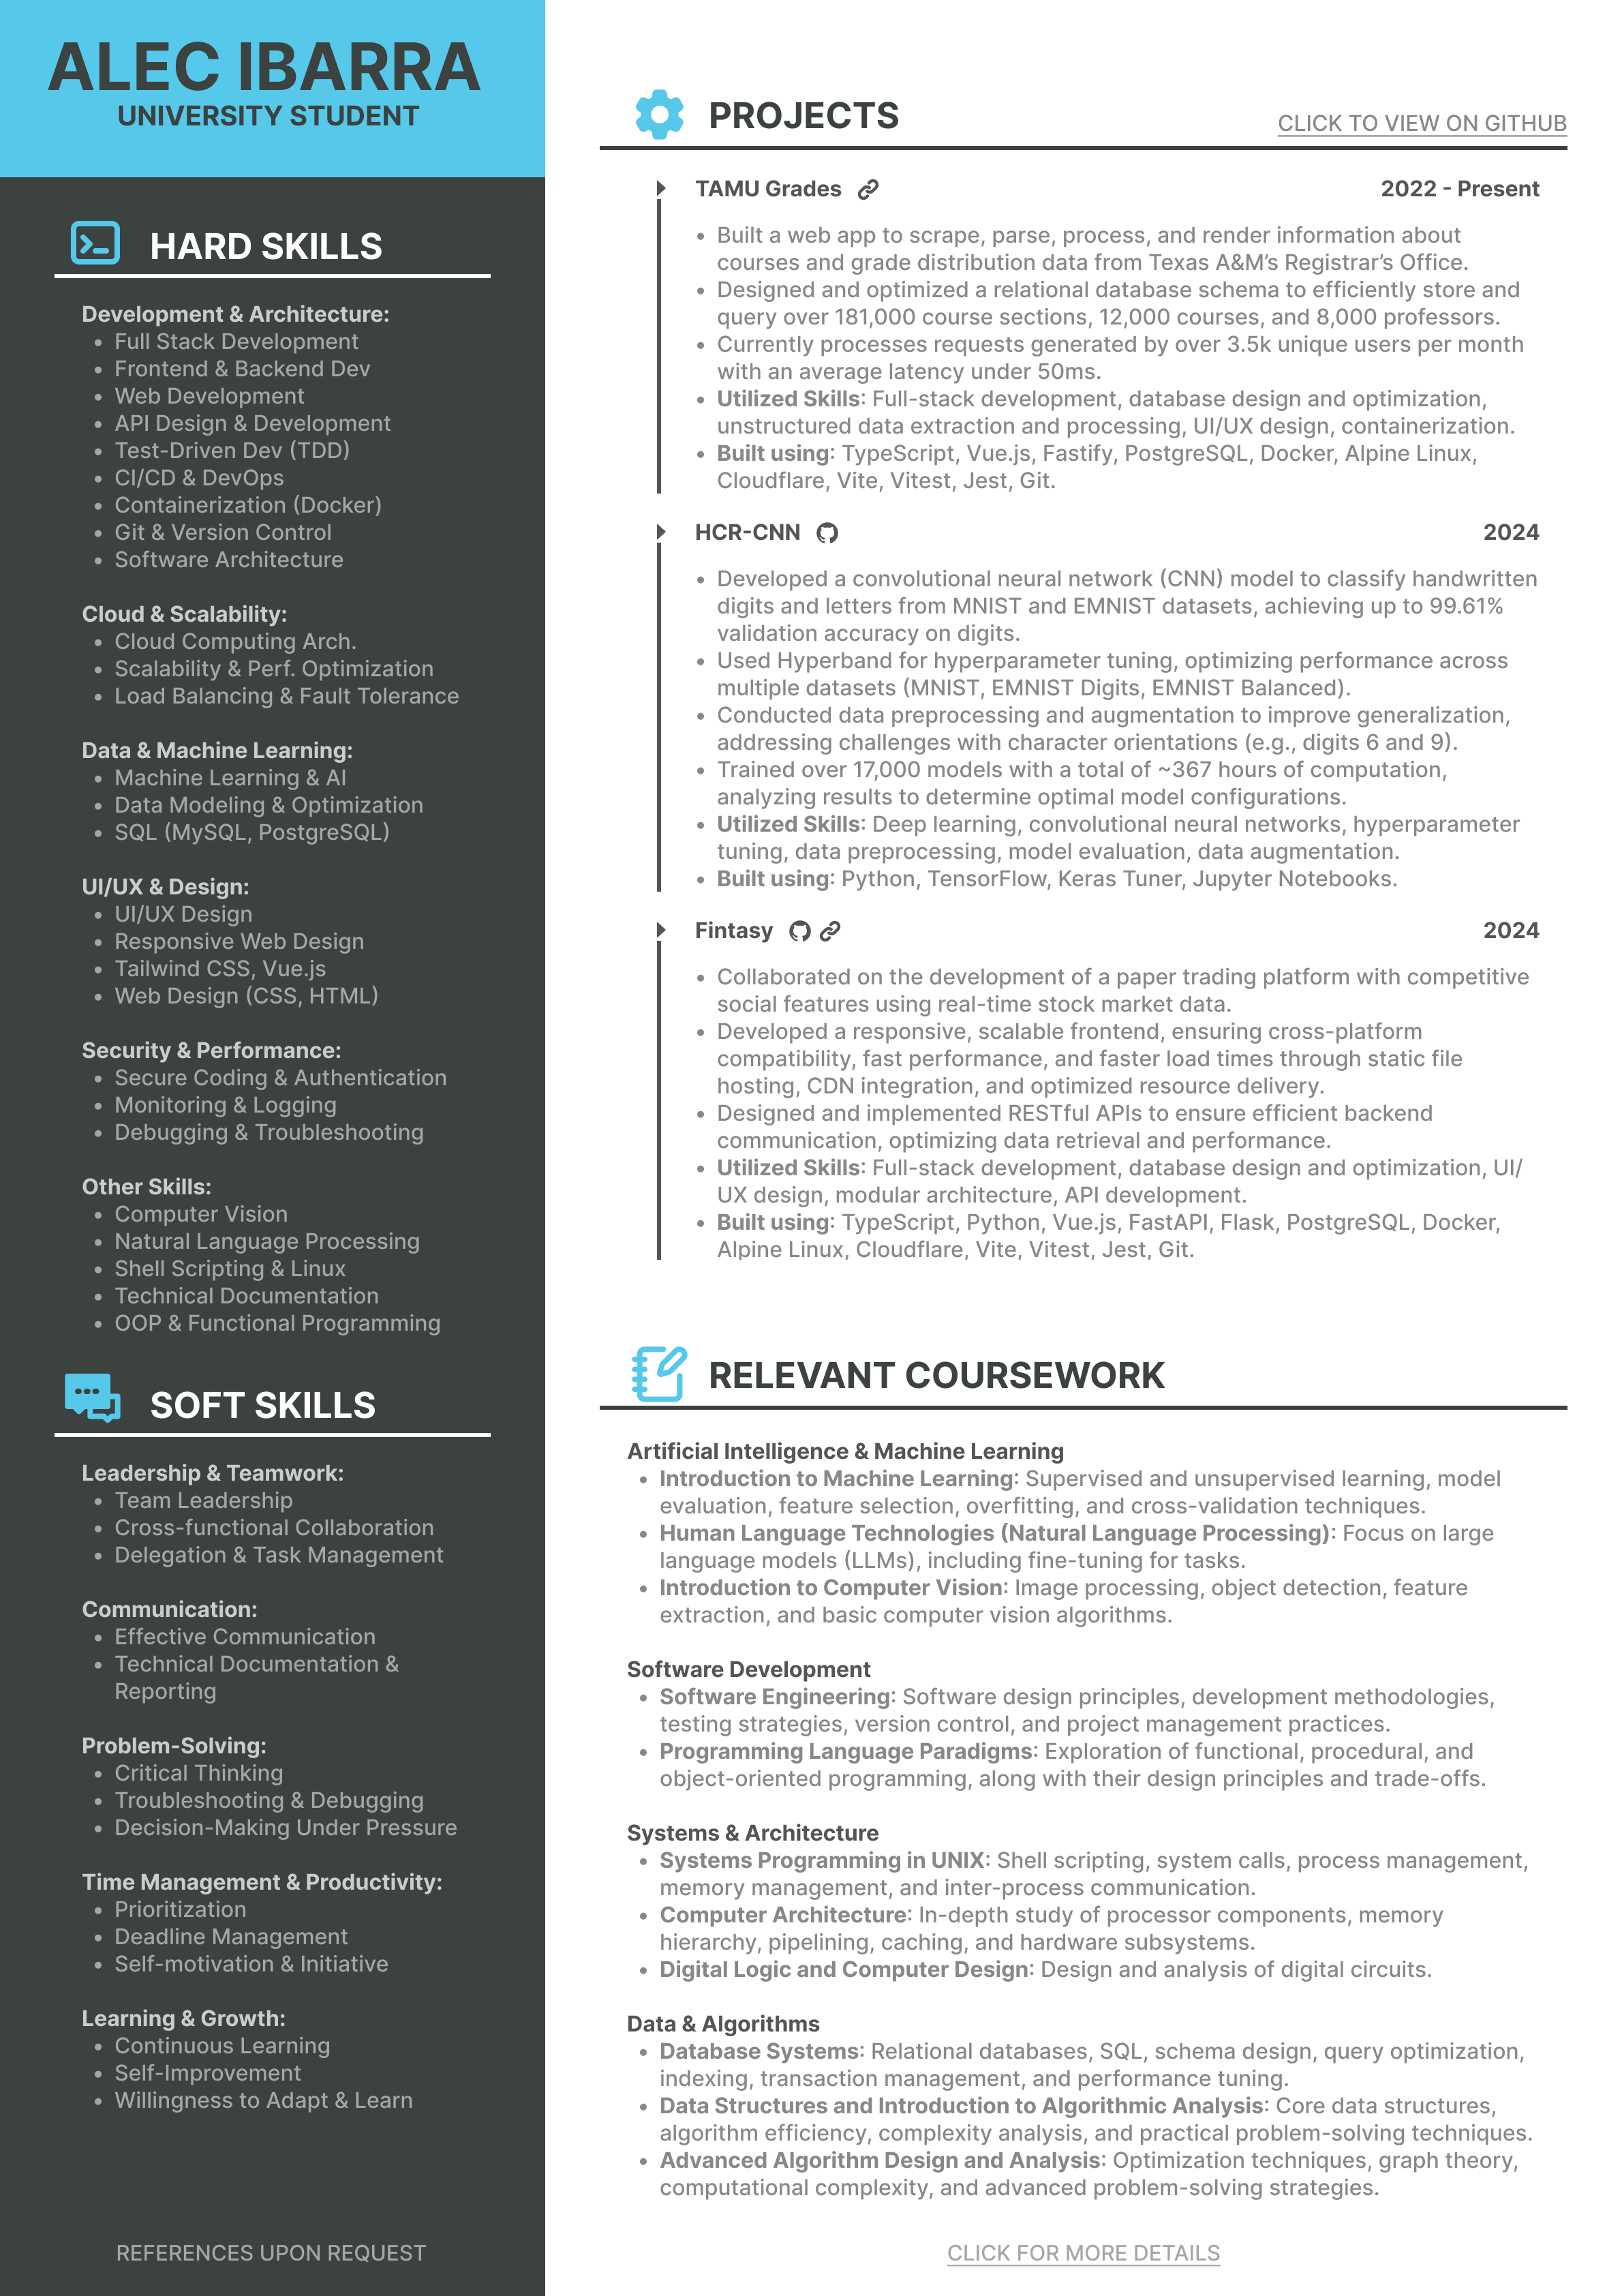 ALEC IBARRA
UNIVERSITY STUDENT
HARD SKILLS
Development & Architecture:
• Full Stack Development
• Frontend & Backend Dev
• Web Development
• API Design & Development
• Test-Driven Dev (TDD)
• CI/CD & DevOps
• Containerization (Docker)
• Git & Version Control
• Software Architecture
Cloud & Scalability:
• Cloud Computing Arch.
• Scalability & Perf. Optimization
• Load Balancing & Fault Tolerance
Data & Machine Learning:
• Machine Learning & AI
• Data Modeling & Optimization
• SQL (MySQL, PostgreSQL)
UI/UX & Design:
• UI/UX Design
• Responsive Web Design
• Tailwind CSS, Vue.js
• Web Design (CSS, HTML)
Security & Performance:
• Secure Coding & Authentication
• Monitoring & Logging
• Debugging & Troubleshooting
Other Skills:
• Computer Vision
• Natural Language Processing
• Shell Scripting & Linux
• Technical Documentation
• OOP & Functional Programming
SOFT SKILLS
Leadership & Teamwork:
• Team Leadership
• Cross-functional Collaboration
• Delegation & Task Management
Communication:
• Effective Communication
• Technical Documentation &
Reporting
Problem-Solving:
• Critical Thinking
• Troubleshooting & Debugging
• Decision-Making Under Pressure
Time Management & Productivity:
• Prioritization
• Deadline Management
• Self-motivation & Initiative
Learning & Growth:
• Continuous Learning
• Self-Improvement
• Willingness to Adapt & Learn
REFERENCES UPON REQUEST
PROJECTS
CLICK TO VIEW ON GITHUB
TAMU Grades 2022 - Present
• Built a web app to scrape, parse, process, and render information about
courses and grade distribution data from Texas A&M’s Registrar’s Office.
• Designed and optimized a relational database schema to efficiently store and
query over 181,000 course sections, 12,000 courses, and 8,000 professors.
• Currently processes requests generated by over 3.5k unique users per month
with an average latency under 50ms.
• Utilized Skills: Full-stack development, database design and optimization,
unstructured data extraction and processing, UI/UX design, containerization.
• Built using: TypeScript, Vue.js, Fastify, PostgreSQL, Docker, Alpine Linux,
Cloudflare, Vite, Vitest, Jest, Git.
HCR-CNN 2024
• Developed a convolutional neural network (CNN) model to classify handwritten
digits and letters from MNIST and EMNIST datasets, achieving up to 99.61%
validation accuracy on digits.
• Used Hyperband for hyperparameter tuning, optimizing performance across
multiple datasets (MNIST, EMNIST Digits, EMNIST Balanced).
• Conducted data preprocessing and augmentation to improve generalization,
addressing challenges with character orientations (e.g., digits 6 and 9).
• Trained over 17,000 models with a total of ~367 hours of computation,
analyzing results to determine optimal model configurations.
• Utilized Skills: Deep learning, convolutional neural networks, hyperparameter
tuning, data preprocessing, model evaluation, data augmentation.
• Built using: Python, TensorFlow, Keras Tuner, Jupyter Notebooks.
Fintasy 2024
• Collaborated on the development of a paper trading platform with competitive
social features using real-time stock market data.
• Developed a responsive, scalable frontend, ensuring cross-platform
compatibility, fast performance, and faster load times through static file
hosting, CDN integration, and optimized resource delivery.
• Designed and implemented RESTful APIs to ensure efficient backend
communication, optimizing data retrieval and performance.
• Utilized Skills: Full-stack development, database design and optimization, UI/
UX design, modular architecture, API development.
• Built using: TypeScript, Python, Vue.js, FastAPI, Flask, PostgreSQL, Docker,
Alpine Linux, Cloudflare, Vite, Vitest, Jest, Git.
RELEVANT COURSEWORK
Artificial Intelligence & Machine Learning
• Introduction to Machine Learning: Supervised and unsupervised learning, model
evaluation, feature selection, overfitting, and cross-validation techniques.
• Human Language Technologies (Natural Language Processing): Focus on large
language models (LLMs), including fine-tuning for tasks.
• Introduction to Computer Vision: Image processing, object detection, feature
extraction, and basic computer vision algorithms.
Software Development
• Software Engineering: Software design principles, development methodologies,
testing strategies, version control, and project management practices.
• Programming Language Paradigms: Exploration of functional, procedural, and
object-oriented programming, along with their design principles and trade-offs.
Systems & Architecture
• Systems Programming in UNIX: Shell scripting, system calls, process management,
memory management, and inter-process communication.
• Computer Architecture: In-depth study of processor components, memory
hierarchy, pipelining, caching, and hardware subsystems.
• Digital Logic and Computer Design: Design and analysis of digital circuits.
Data & Algorithms
• Database Systems: Relational databases, SQL, schema design, query optimization,
indexing, transaction management, and performance tuning.
• Data Structures and Introduction to Algorithmic Analysis: Core data structures,
algorithm efficiency, complexity analysis, and practical problem-solving techniques.
• Advanced Algorithm Design and Analysis: Optimization techniques, graph theory,
computational complexity, and advanced problem-solving strategies.
CLICK FOR MORE DETAILS